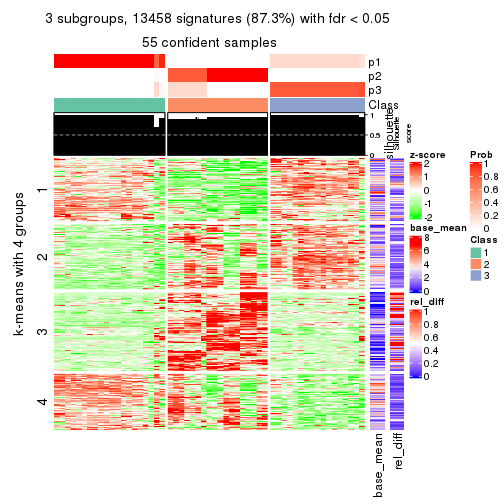 3 subgroups, 13458 signatures (87.3%) with fdr < 0.05
55 confident samples
p1
p2
p3
Class
1
0.5
0
silhouette
Silhouette
score
k-means with 4 groups
1
2
3
4
base_mean
rel_diff
z-score
2
1
0
-1
-2
base_mean
8
6
4
2
0
rel_diff
1
0.8
0.6
0.4
0.2
0
Prob
1
0.8
0.6
0.4
0.2
0
Class
1
2
3